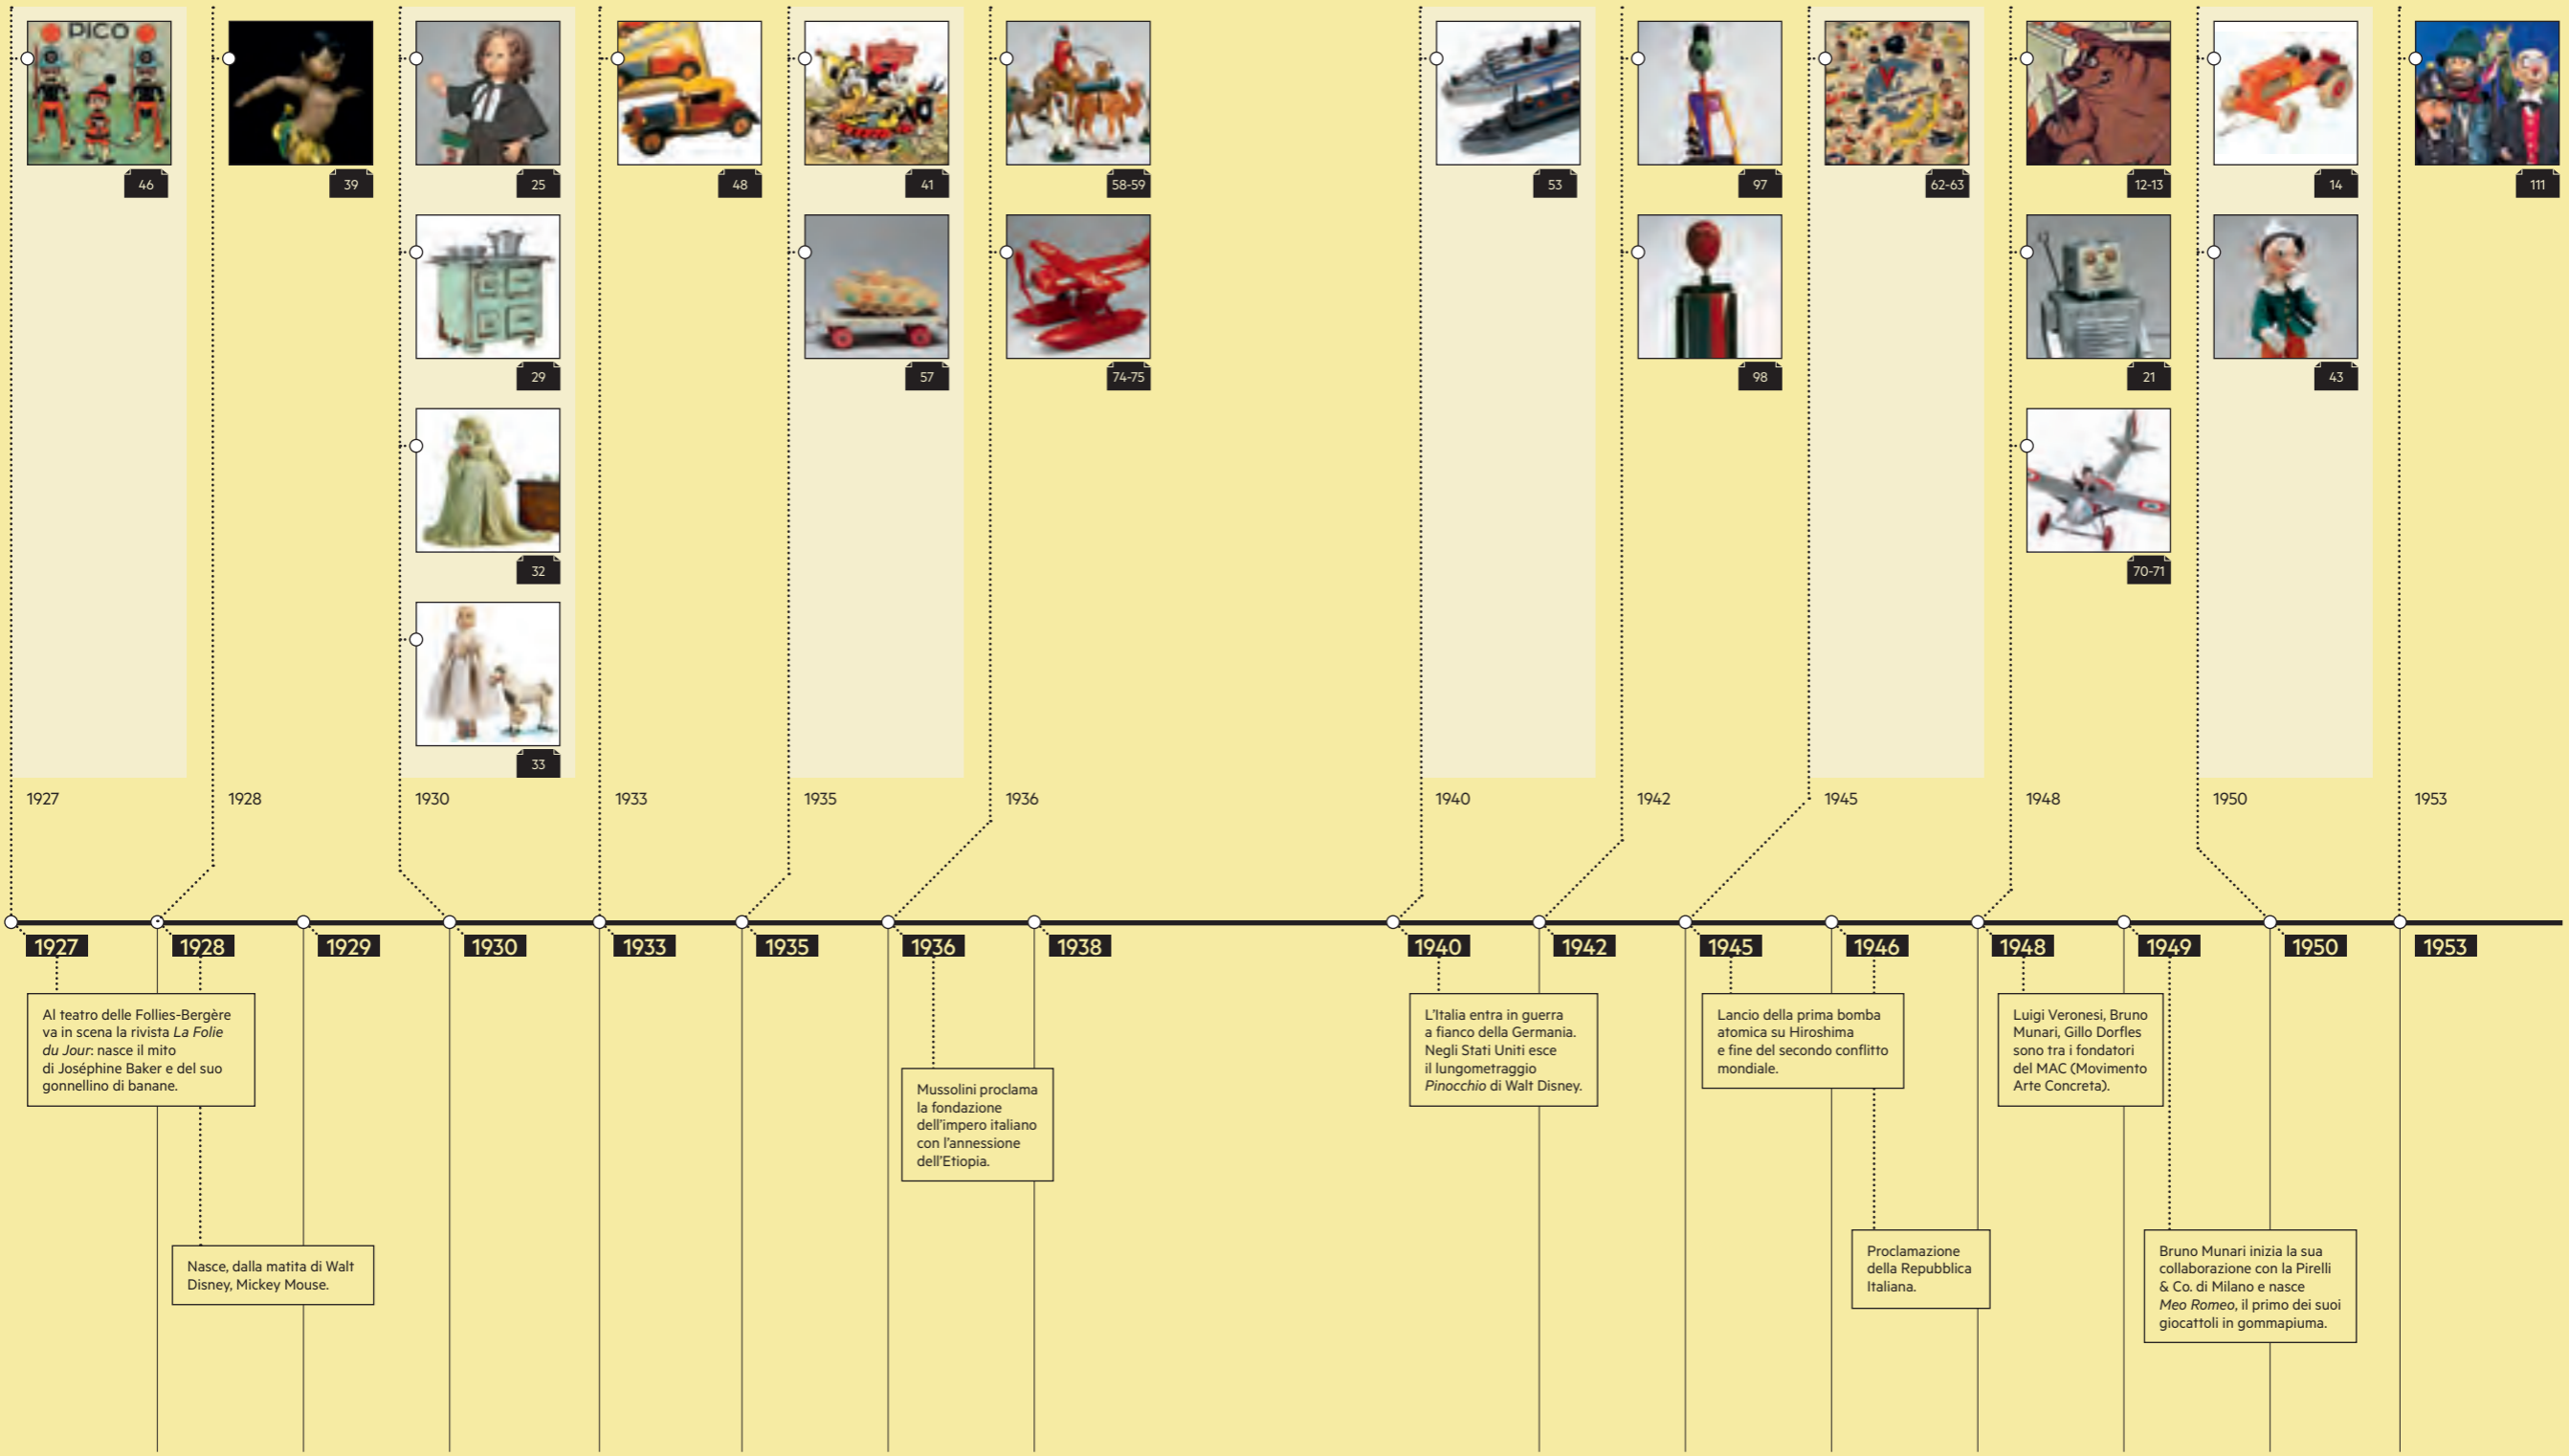 PICO
46
39
25
48
41
58-59
53
97
62-63
12-13
14
111
29
57
74-75
98
21
43
32
70-71
33
1927
1928
1930
1933
1935
1936
1940
1942
1945
1948
1950
1953
1927
1928
1929
1930
1933
1935
1936
1938
1940
1942
1945
1946
1948
1949
1950
1953
Al teatro delle Follies-Bergère
va in scena la rivista La Folie
du Jour: nasce il mito
di Joséphine Baker e del suo
gonnellino di banane.
Nasce, dalla matita di Walt
Disney, Mickey Mouse.
Mussolini proclama
la fondazione
dell'impero italiano
con l'annessione
dell'Etiopia.
L'Italia entra in guerra
a fianco della Germania.
Negli Stati Uniti esce
il lungometraggio
Pinocchio di Walt Disney.
Lancio della prima bomba
atomica su Hiroshima
e fine del secondo conflitto
mondiale.
Proclamazione
della Repubblica
Italiana.
Luigi Veronesi, Bruno
Munari, Gillo Dorfles
sono tra i fondatori
del MAC (Movimento
Arte Concreta).
Bruno Munari inizia la sua
collaborazione con la Pirelli
& Co. di Milano e nasce
Meo Romeo, il primo dei suoi
giocattoli in gommapiuma.